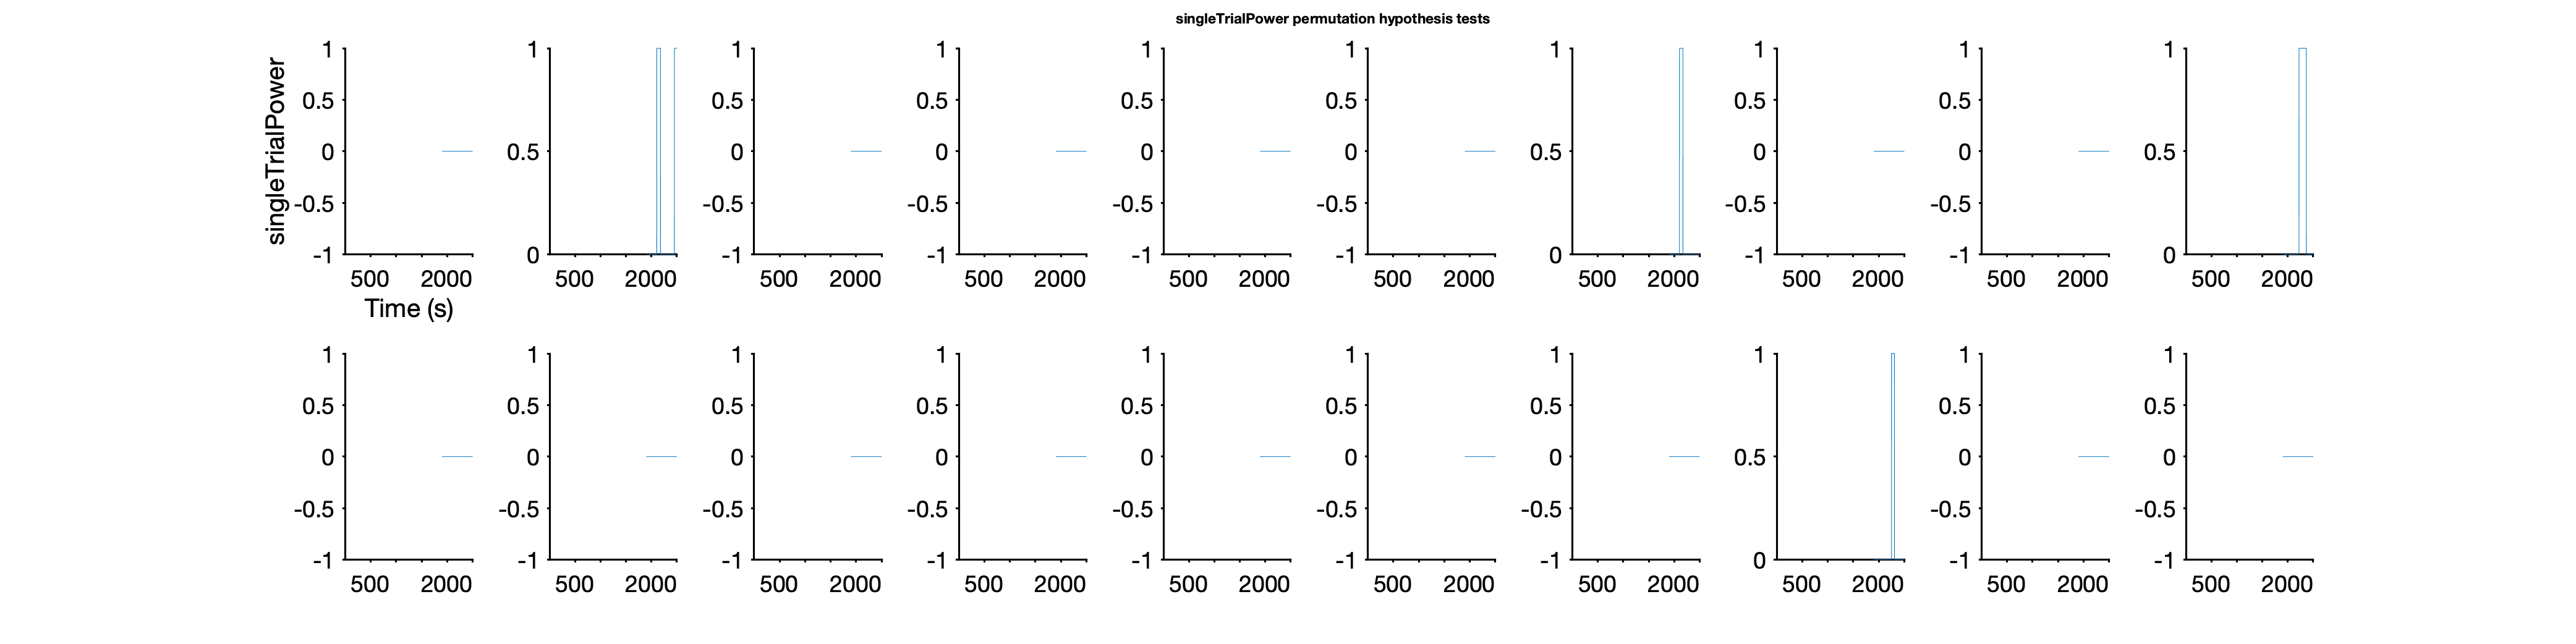 singleTrialPower permutation hypothesis tests
1 1 1 1 1 1 1 1 1 1
0.5 0.5 0.5 0.5 0.5 0.5 0.5
0 0.5 0 0 0 0 0.5 0 0 0.5
-0.5 -0.5 -0.5 -0.5 -0.5 -0.5 -0.5
-1 0 -1 -1 -1 -1 0 -1 -1 0
singleTrialPower
500 2000 500 2000 500 2000 500 2000 500 2000 500 2000 500 2000 500 2000 500 2000 500 2000
Time (s)
1 1 1 1 1 1 1 1 1 1
0.5 0.5 0.5 0.5 0.5 0.5 0.5 0.5 0.5
0 0 0 0 0 0 0 0.5 0 0
-0.5 -0.5 -0.5 -0.5 -0.5 -0.5 -0.5 -0.5 -0.5
-1 -1 -1 -1 -1 -1 -1 0 -1 -1
500 2000 500 2000 500 2000 500 2000 500 2000 500 2000 500 2000 500 2000 500 2000 500 2000